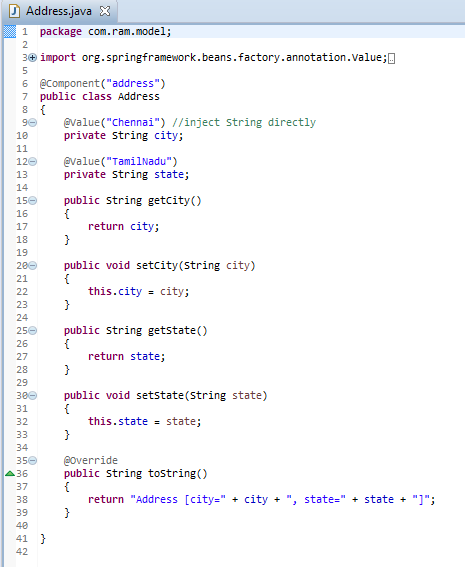 Address.java
1 package com.ram.model;
2
3 import org.springframework.beans.factory.annotation.Value;
5
6 @Component("address")
7 public class Address
8 {
9 @Value("Chennai") //inject String directly
10 private String city;
11
12 @Value("TamilNadu")
13 private String state;
14
15 public String getCity()
16 {
17 return city;
18 }
19
20 public void setCity(String city)
21 {
22 this.city = city;
23 }
24
25 public String getState()
26 {
27 return state;
28 }
29
30 public void setState(String state)
31 {
32 this.state = state;
33 }
34
35 @Override
36 public String toString()
37 {
38 return "Address [city=" + city + ", state=" + state + "]";
39 }
40
41 }
42